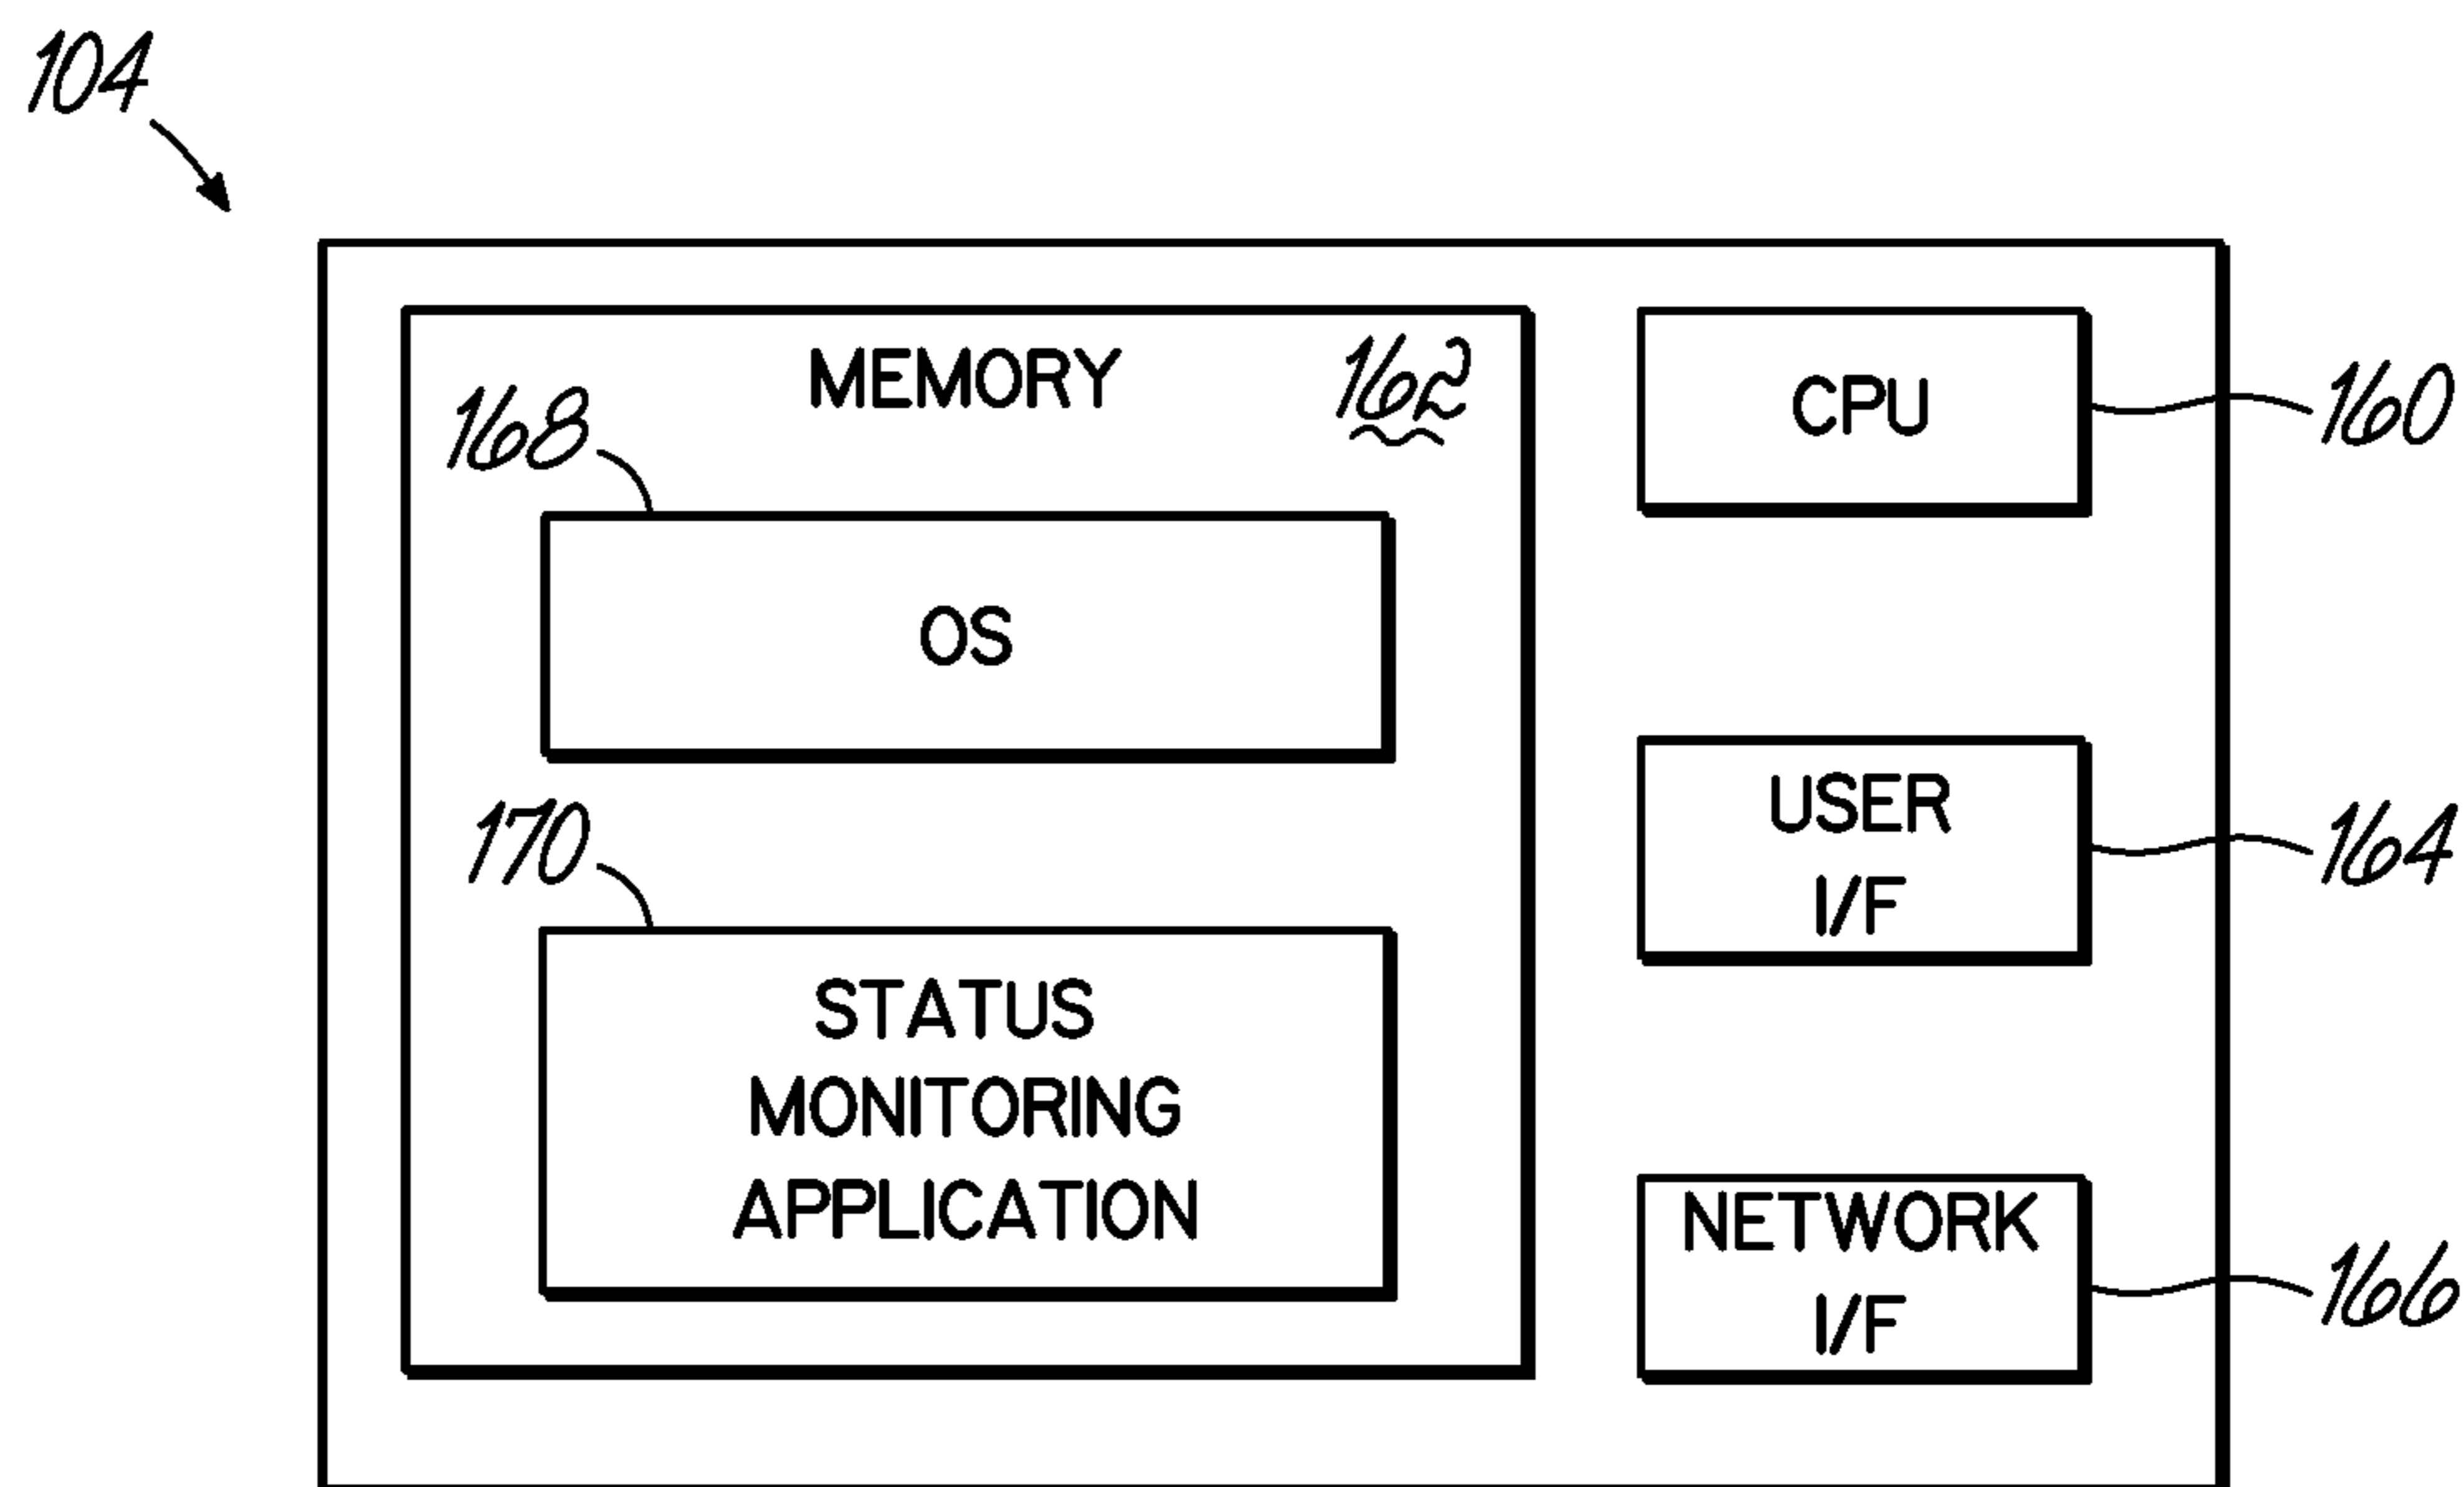 104
MEMORY
162
168
OS
170
STATUS
MONITORING
APPLICATION
CPU
160
USER
I/F
164
NETWORK
I/F
166